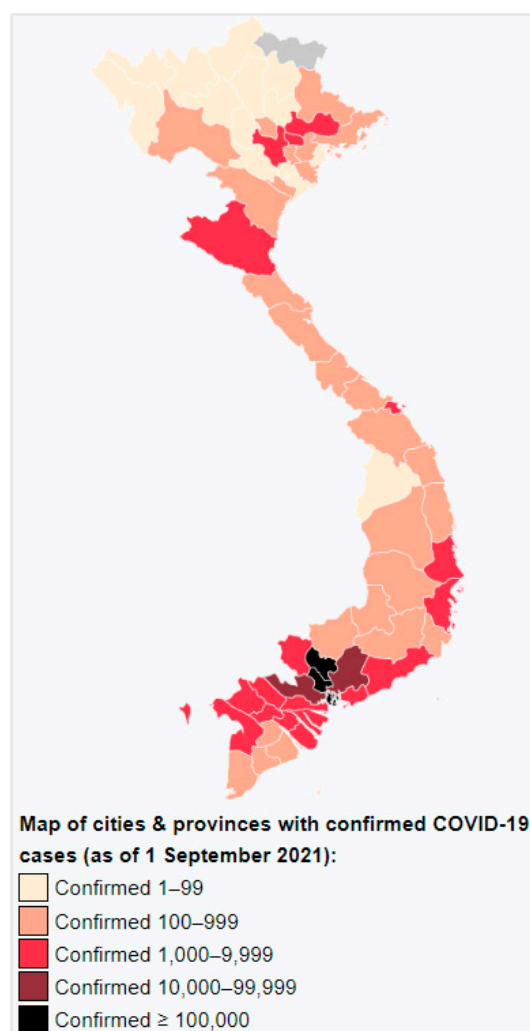 Map of cities & provinces with confirmed COVID-19
cases (as of 1 September 2021):
Confirmed 1–99
Confirmed 100–999
Confirmed 1,000–9,999
Confirmed 10,000–99,999
Confirmed ≥ 100,000